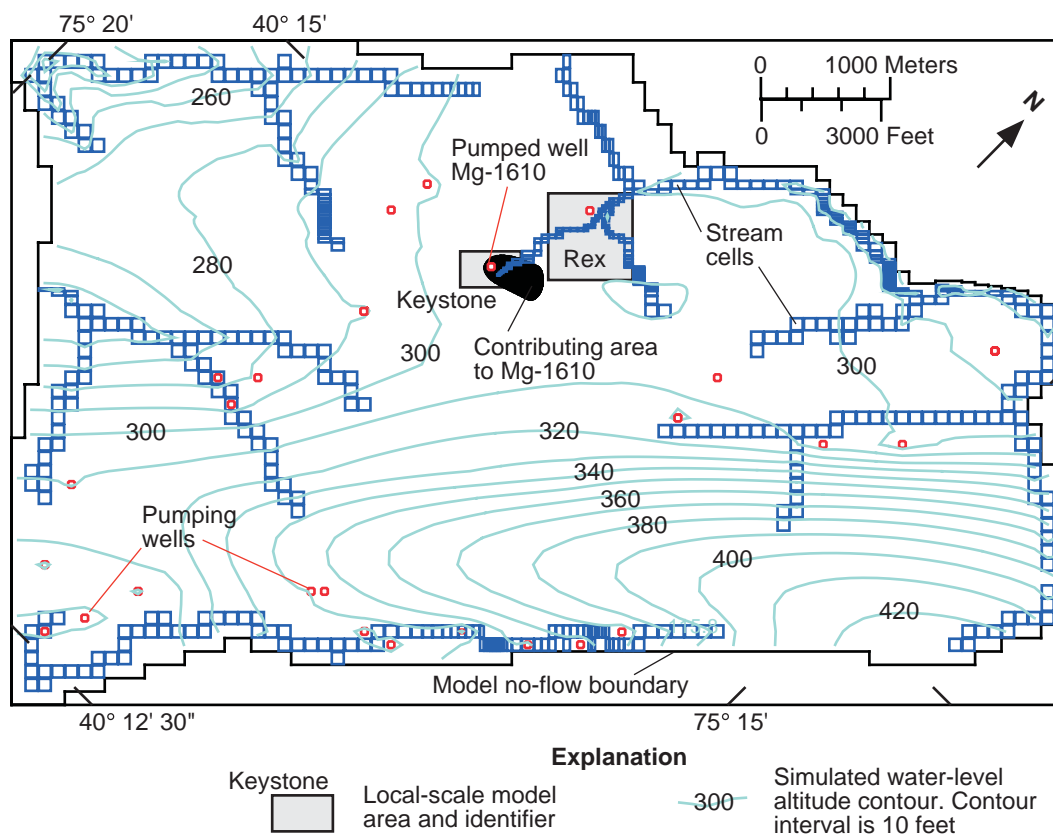 75° 20'
40° 15'
0 1000 Meters
0 3000 Feet
N
260
Pumped well
Mg-1610
Stream
cells
Rex
280
Keystone
300
Contributing area
to Mg-1610
300
300
320
340
360
380
400
420
Pumping
wells
Model no-flow boundary
40° 12' 30"
75° 15'
Explanation
Keystone
Local-scale model
area and identifier
300
Simulated water-level
altitude contour. Contour
interval is 10 feet